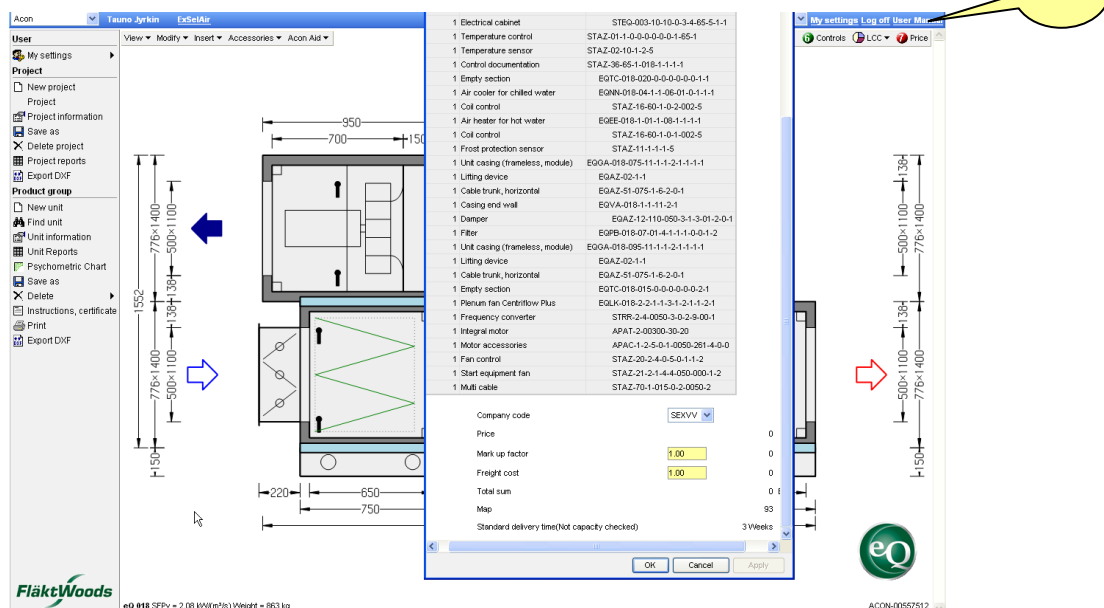 Acon
Tauno Jyrkin ExSelAir
My settings Log off User Manual
User
My settings
Project
New project
Project
Project information
Save as
Delete project
Project reports
Export DXF
Product group
New unit
Find unit
Unit information
Unit Reports
Psychometric Chart
Save as
Delete
Instructions, certificate
Print
Export DXF
FläktWoods
View Modify Insert Accessories Acon Aid
6 Controls LCC 7 Price
950
700 150
776×1400
500×1100
138
1552
138
776×1400
500×1100
150
220 650
750
138
776×1400
500×1100
138
776×1400
500×1100
150
1 Electrical cabinet STEQ-003-10-10-0-3-4-65-5-1-1
1 Temperature control STAZ-01-1-0-0-0-0-0-1-65-1
1 Temperature sensor STAZ-02-10-1-2-5
1 Control documentation STAZ-36-65-1-018-1-1-1-1
1 Empty section EQTC-018-020-0-0-0-0-0-1-1
1 Air cooler for chilled water EQNN-018-04-1-1-06-01-0-1-1-1
1 Coil control STAZ-16-60-1-0-2-002-5
1 Air heater for hot water EQEE-018-1-01-1-08-1-1-1-1
1 Coil control STAZ-16-60-1-0-1-002-5
1 Frost protection sensor STAZ-11-1-1-1-5
1 Unit casing (frameless, module) EQGA-018-075-11-1-1-2-1-1-1-1
1 Lifting device EQAZ-02-1-1
1 Cable trunk, horizontal EQAZ-51-075-1-6-2-0-1
1 Casing end wall EQVA-018-1-1-11-2-1
1 Damper EQAZ-12-110-050-3-1-3-01-2-0-1
1 Filter EQPB-018-07-01-4-1-1-1-0-0-1-2
1 Unit casing (frameless, module) EQGA-018-095-11-1-1-2-1-1-1-1
1 Lifting device EQAZ-02-1-1
1 Cable trunk, horizontal EQAZ-51-075-1-6-2-0-1
1 Empty section EQTC-018-015-0-0-0-0-0-2-1
1 Plenum fan Centriflow Plus EQLK-018-2-2-1-1-3-1-2-1-1-2-1
1 Frequency converter STRR-2-4-0050-3-0-2-9-00-1
1 Integral motor APAT-2-00300-30-20
1 Motor accessories APAC-1-2-5-0-1-0050-261-4-0-0
1 Fan control STAZ-20-2-4-0-5-0-1-1-2
1 Start equipment fan STAZ-21-2-1-4-4-050-000-1-2
1 Multi cable STAZ-70-1-015-0-2-0050-2
Company code SEXVV
Price 0
Mark up factor 1.00 0
Freight cost 1.00 0
Total sum 0
Map 93
Standard delivery time(Not capacity checked) 3 Weeks
OK Cancel Apply
eQ
eQ 018 SFPv = 2.08 kW/(m³/s) Weight = 863 kg
ACON-00557512